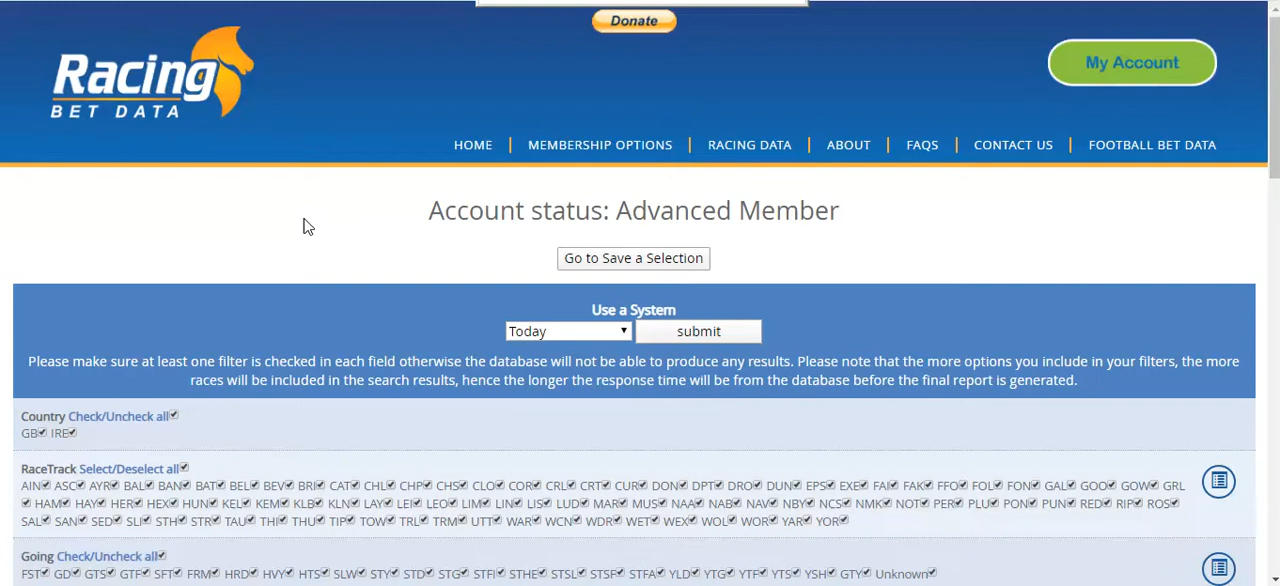 Donate
Racing
BET DATA
My Account
HOME | MEMBERSHIP OPTIONS | RACING DATA | ABOUT | FAQS | CONTACT US | FOOTBALL BET DATA
Account status: Advanced Member
Go to Save a Selection
Use a System
Today submit
Please make sure at least one filter is checked in each field otherwise the database will not be able to produce any results. Please note that the more options you include in your filters, the more
races will be included in the search results, hence the longer the response time will be from the database before the final report is generated.
Country Check/Uncheck all
GB IRE
RaceTrack Select/Deselect all
AIN ASC AYR BAL BAN BAT BEL BEV BRI CAT CHL CHP CHS CLO CRK CRL CRT CUR DON DPT DRO DUN EPS EXE FAI FAK FFO FOL FON GAL GOO GOW GRL
HAM HAY HER HEX HUN KEL KEM KLB KLN LAY LEI LEO LIM LIN LIS LUD MAR MUS NAA NAB NAV NBY NCS NMK NOT PER PLU PON PUN RED RIP ROS
SAL SAN SED SLI STH STR TAU THI THU TIP TOW TRL TRM UTT WAR WCN WDR WET WEX WOL WOR YAR YOR
Going Check/Uncheck all
FST GD GTS GTF SFT FRM HRD HVY HTS SLW STY STD STG STFI STHE STSL STSF STFA YLD YTG YTF YTS YSH GTY Unknown